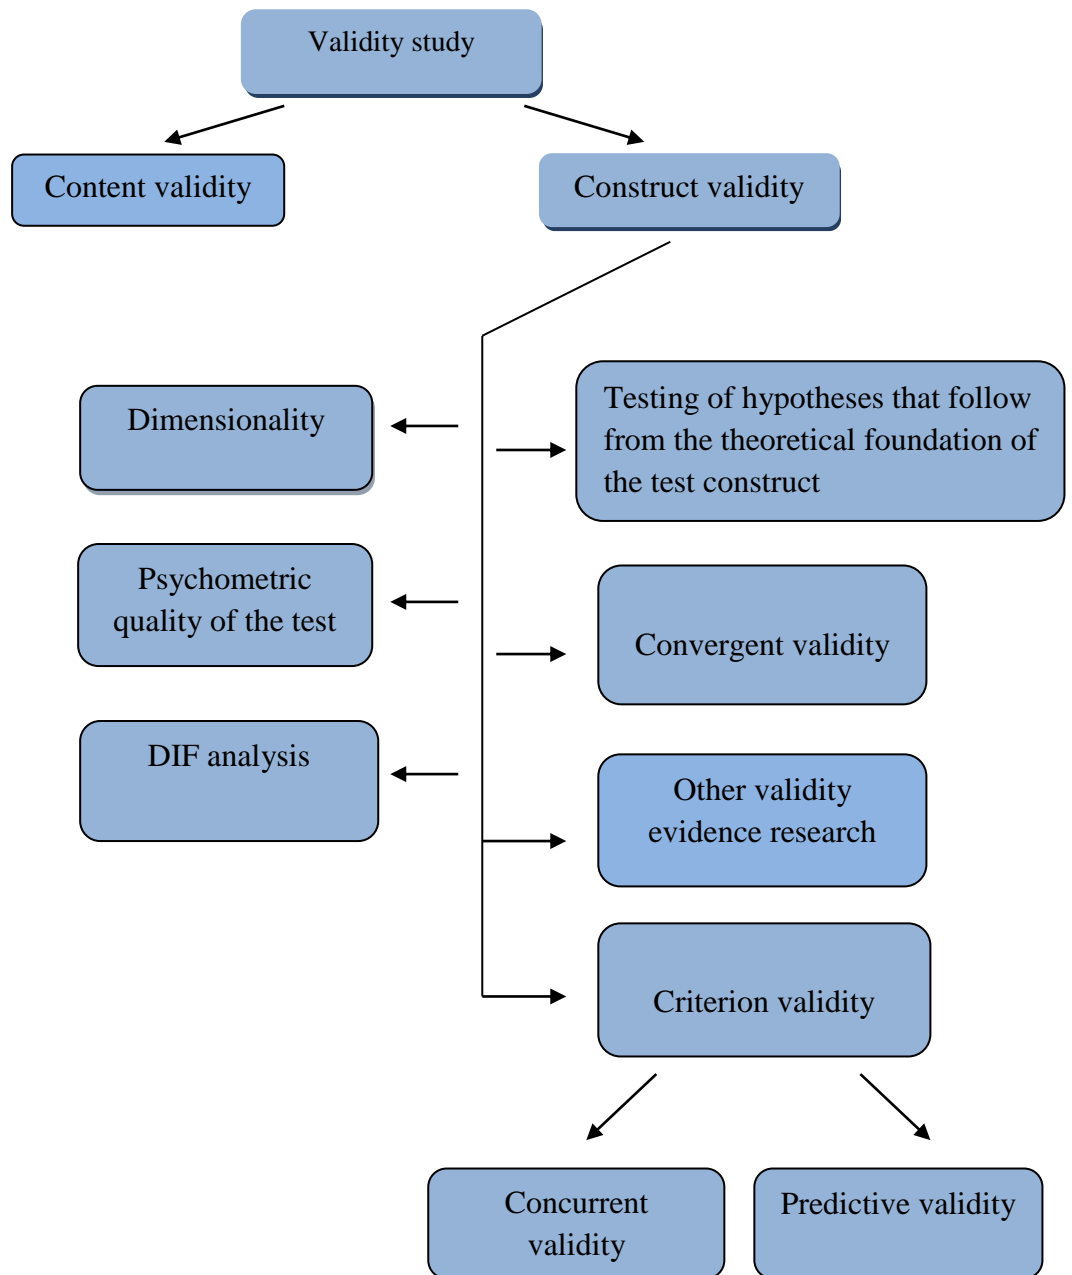 Validity study
Content validity
Construct validity
Dimensionality
Testing of hypotheses that follow
from the theoretical foundation of
the test construct
Psychometric
quality of the test
Convergent validity
DIF analysis
Other validity
evidence research
Criterion validity
Concurrent
validity
Predictive validity